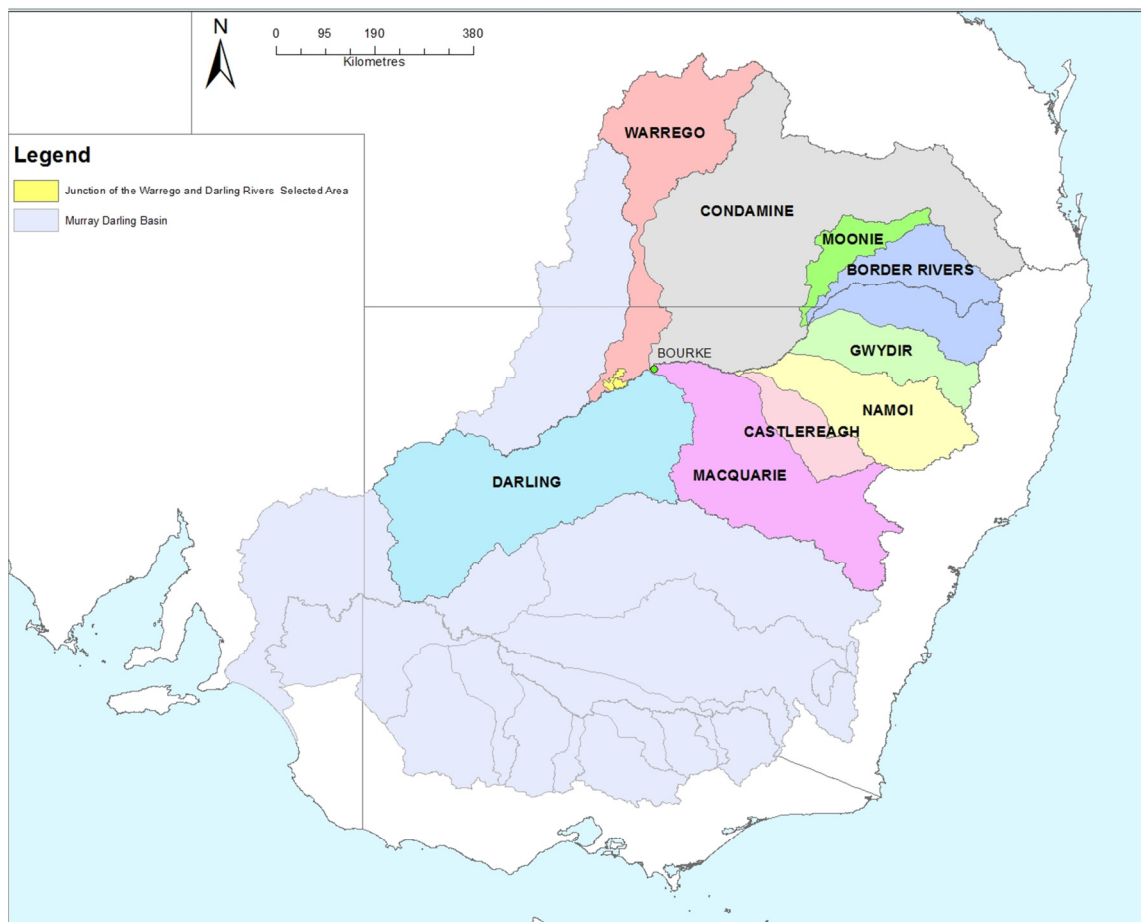 N
0 95 190 380
Kilometres
WARREGO
Legend
Junction of the Warrego and Darling Rivers Selected Area
Murray Darling Basin
CONDAMINE
MOONIE
BORDER RIVERS
BOURKE
GWYDIR
NAMOI
CASTLEREAGH
MACQUARIE
DARLING